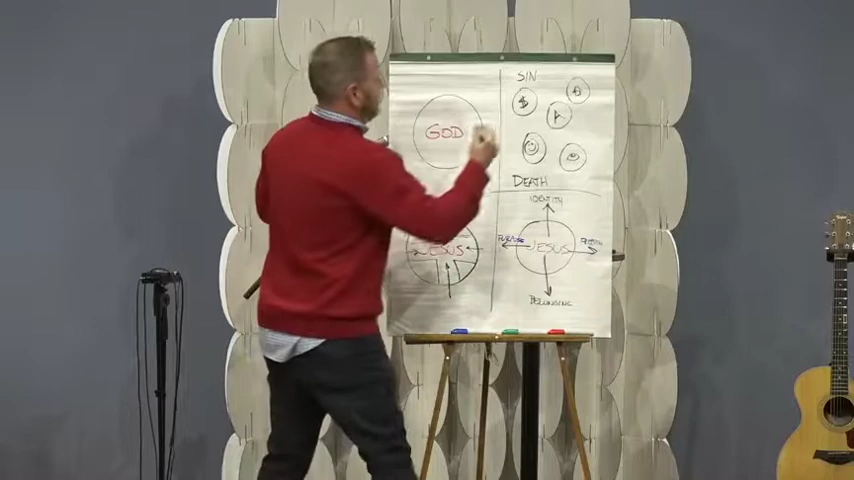 SIN
$
A
GOD
DEATH
IDENTITY
PURPOSE
JESUS
JESUS
BELONGING